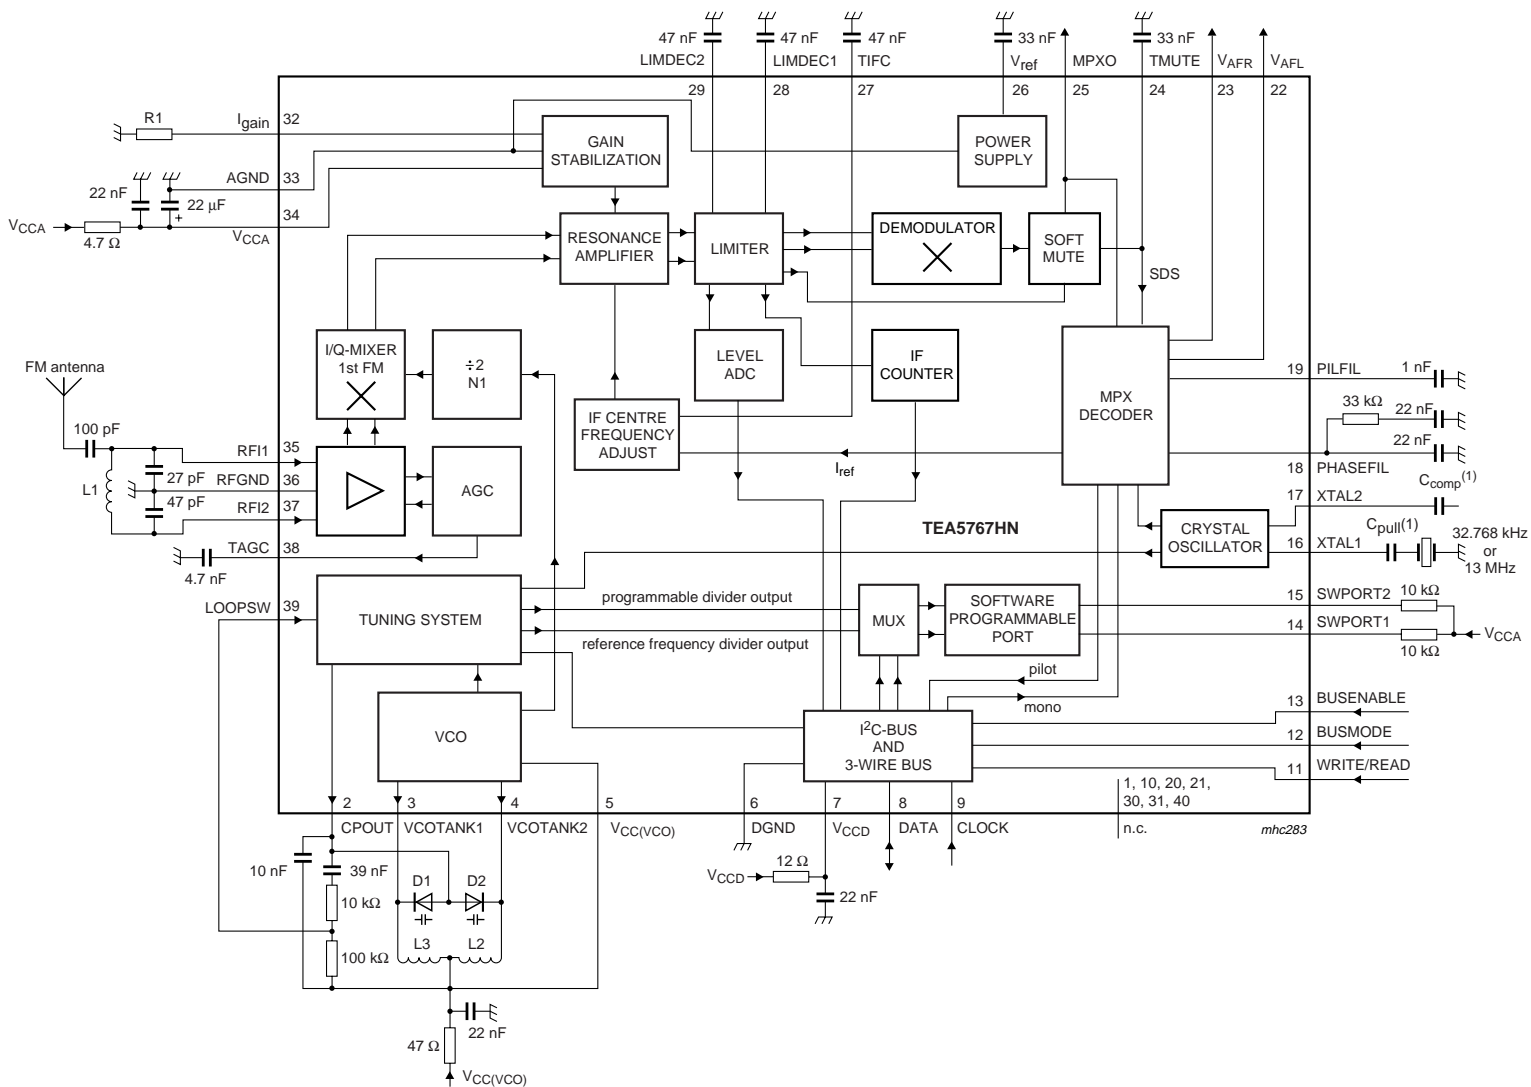 47 nF
47 nF
47 nF
33 nF
33 nF
LIMDEC2
LIMDEC1
TIFC
Vref
MPXO
TMUTE
VAFR
VAFL
29
28
27
26
25
24
23
22
R1
Igain
32
GAIN
STABILIZATION
POWER
SUPPLY
AGND
33
22 nF
22 μF
+
34
VCCA
4.7 Ω
VCCA
RESONANCE
AMPLIFIER
LIMITER
DEMODULATOR
SOFT
MUTE
SDS
I/Q-MIXER
1st FM
÷2
N1
LEVEL
ADC
IF
COUNTER
MPX
DECODER
FM antenna
19
PILFIL
1 nF
33 kΩ
22 nF
22 nF
IF CENTRE
FREQUENCY
ADJUST
Iref
18
PHASEFIL
100 pF
RFI1
35
27 pF
RFGND
36
L1
47 pF
RFI2
37
AGC
TAGC
38
4.7 nF
TEA5767HN
Ccomp(1)
17
XTAL2
CRYSTAL
OSCILLATOR
Cpull(1)
16
XTAL1
32.768 kHz
or
13 MHz
LOOPSW
39
TUNING SYSTEM
programmable divider output
reference frequency divider output
MUX
SOFTWARE
PROGRAMMABLE
PORT
15
SWPORT2
10 kΩ
14
SWPORT1
10 kΩ
VCCA
pilot
mono
VCO
I2C-BUS
AND
3-WIRE BUS
13
BUSENABLE
12
BUSMODE
11
WRITE/READ
1, 10, 20, 21,
30, 31, 40
n.c.
mhc283
2
3
4
5
6
7
8
9
CPOUT
VCOTANK1
VCOTANK2
VCC(VCO)
DGND
VCCD
DATA
CLOCK
10 nF
39 nF
10 kΩ
100 kΩ
D1
D2
L3
L2
VCCD
12 Ω
22 nF
22 nF
47 Ω
VCC(VCO)